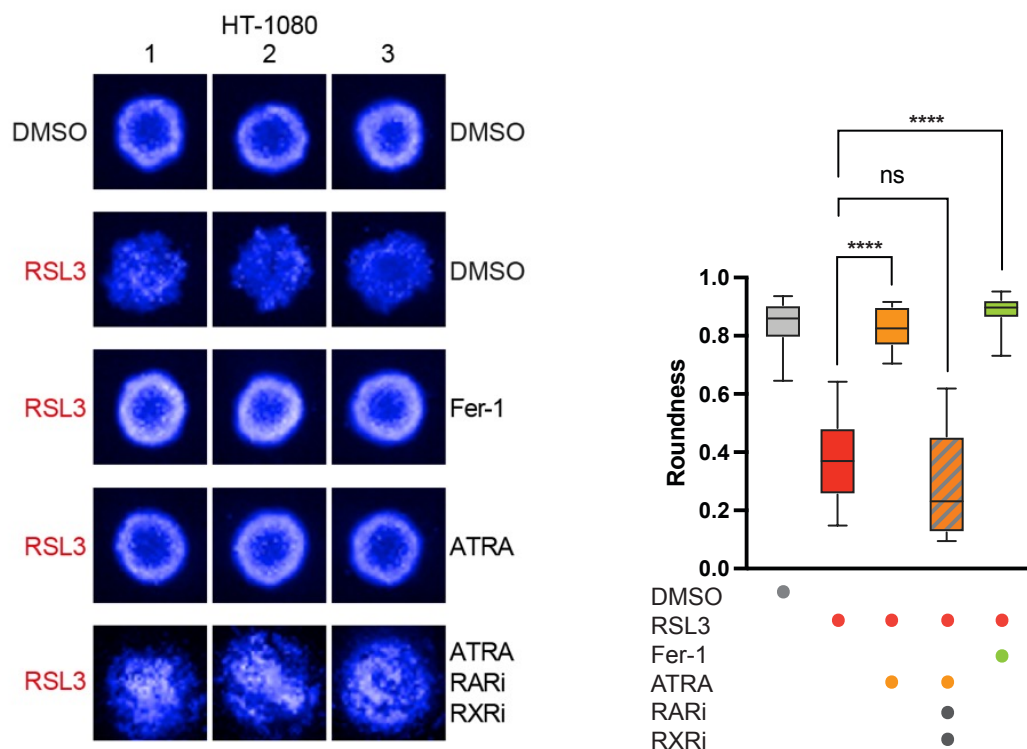 HT-1080
1 2 3
DMSO DMSO
RSL3 DMSO
RSL3 Fer-1
RSL3 ATRA
RSL3 ATRA
RARi
RXRi
****
ns
****
Roundness
1.0
0.8
0.6
0.4
0.2
0.0
DMSO
RSL3
Fer-1
ATRA
RARi
RXRi